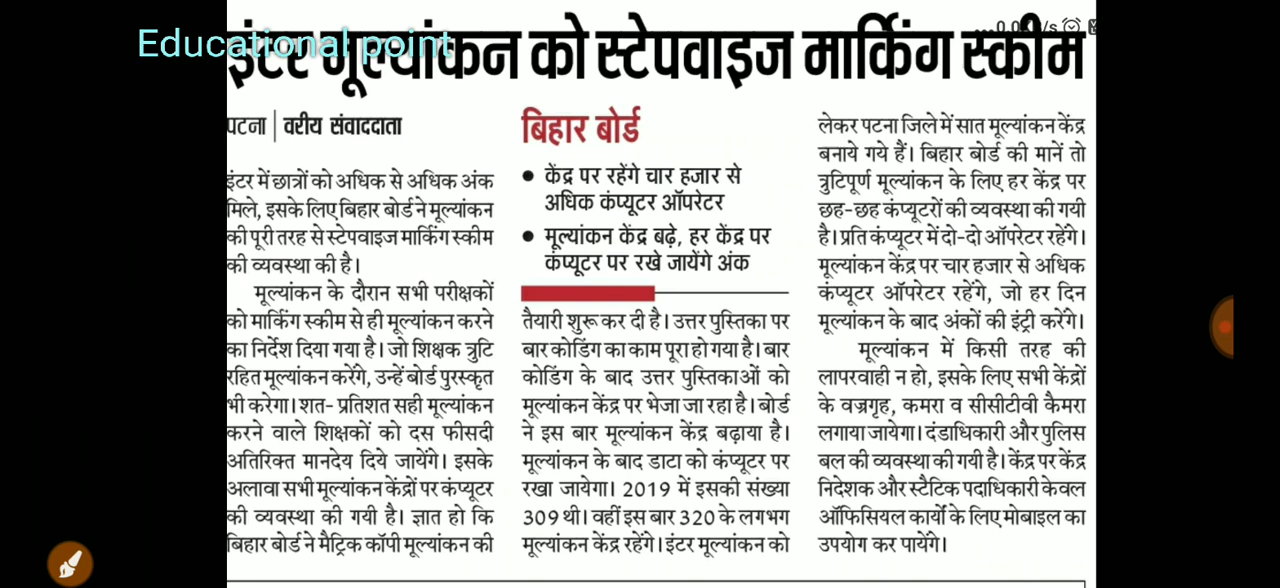 Educational point
इंटर मूल्यांकन को स्टेपवाइज मार्किंग स्कीम
पटना | वरीय संवाददाता
इंटर में छात्रों को अधिक से अधिक अंक
मिले, इसके लिए बिहार बोर्ड ने मूल्यांकन
की पूरी तरह से स्टेपवाइज मार्किंग स्कीम
की व्यवस्था की है।
मूल्यांकन के दौरान सभी परीक्षकों
को मार्किंग स्कीम से ही मूल्यांकन करने
का निर्देश दिया गया है। जो शिक्षक त्रुटि
रहित मूल्यांकन करेंगे, उन्हें बोर्ड पुरस्कृत
भी करेगा। शत- प्रतिशत सही मूल्यांकन
करने वाले शिक्षकों को दस फीसदी
अतिरिक्त मानदेय दिये जायेंगे। इसके
अलावा सभी मूल्यांकन केंद्रों पर कंप्यूटर
की व्यवस्था की गयी है। ज्ञात हो कि
बिहार बोर्ड ने मैट्रिक कॉपी मूल्यांकन की
बिहार बोर्ड
● केंद्र पर रहेंगे चार हजार से
अधिक कंप्यूटर ऑपरेटर
● मूल्यांकन केंद्र बढ़े, हर केंद्र पर
कंप्यूटर पर रखे जायेंगे अंक
तैयारी शुरू कर दी है। उत्तर पुस्तिका पर
बार कोडिंग का काम पूरा हो गया है। बार
कोडिंग के बाद उत्तर पुस्तिकाओं को
मूल्यांकन केंद्र पर भेजा जा रहा है। बोर्ड
ने इस बार मूल्यांकन केंद्र बढ़ाया है।
मूल्यांकन के बाद डाटा को कंप्यूटर पर
रखा जायेगा। 2019 में इसकी संख्या
309 थी। वहीं इस बार 320 के लगभग
मूल्यांकन केंद्र रहेंगे। इंटर मूल्यांकन को
लेकर पटना जिले में सात मूल्यांकन केंद्र
बनाये गये हैं। बिहार बोर्ड की मानें तो
त्रुटिपूर्ण मूल्यांकन के लिए हर केंद्र पर
छह-छह कंप्यूटरों की व्यवस्था की गयी
है। प्रति कंप्यूटर में दो-दो ऑपरेटर रहेंगे।
मूल्यांकन केंद्र पर चार हजार से अधिक
कंप्यूटर ऑपरेटर रहेंगे, जो हर दिन
मूल्यांकन के बाद अंकों की इंट्री करेंगे।
मूल्यांकन में किसी तरह की
लापरवाही न हो, इसके लिए सभी केंद्रों
के वज्रगृह, कमरा व सीसीटीवी कैमरा
लगाया जायेगा। दंडाधिकारी और पुलिस
बल की व्यवस्था की गयी है। केंद्र पर केंद्र
निदेशक और स्टैटिक पदाधिकारी केवल
ऑफिसियल कार्यों के लिए मोबाइल का
उपयोग कर पायेंगे।